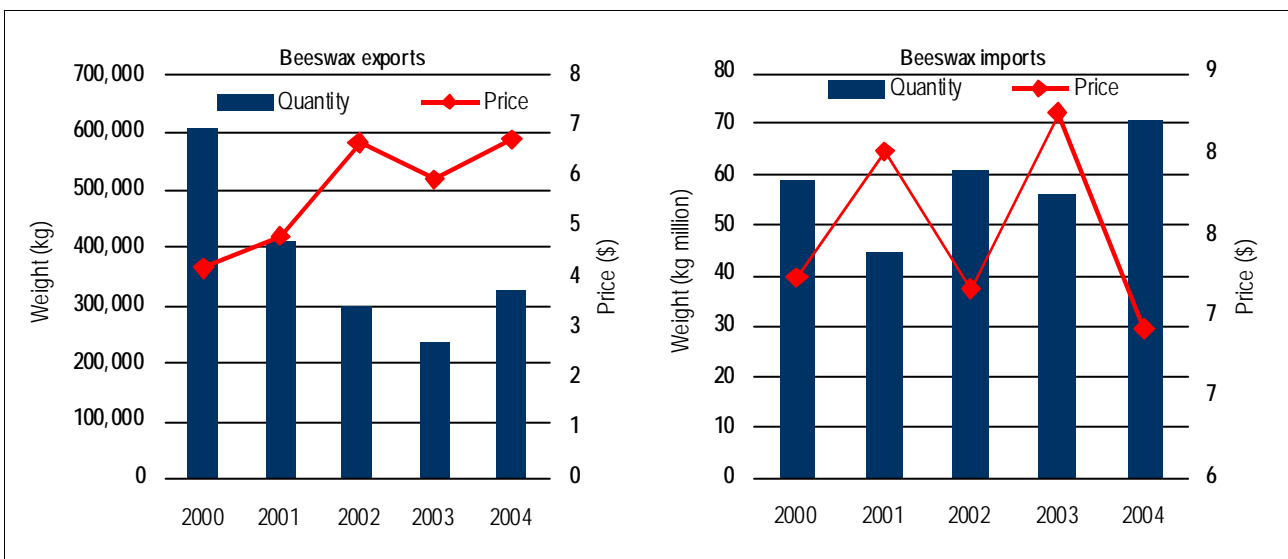 Beeswax exports
Quantity
Price
700,000
600,000
500,000
400,000
300,000
200,000
100,000
0
Weight (kg)
8
7
6
5
4
3
2
1
0
Price ($)
2000 2001 2002 2003 2004
Beeswax imports
Quantity
Price
80
70
60
50
40
30
20
10
0
Weight (kg million)
9
8
8
7
7
6
Price ($)
2000 2001 2002 2003 2004